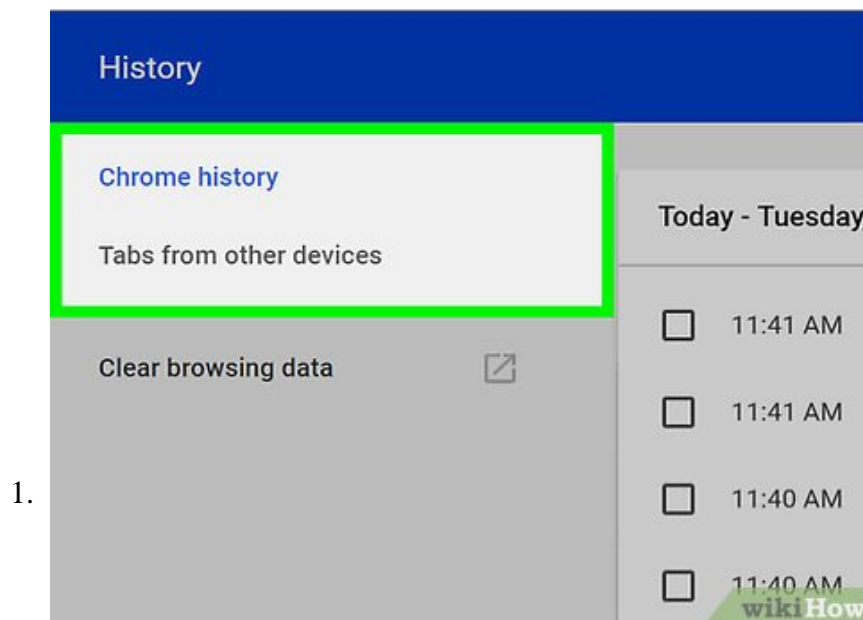 History
Chrome history
Tabs from other devices
Clear browsing data
Today - Tuesday
11:41 AM
11:41 AM
11:40 AM
11:40 AM
1.
wikiHow